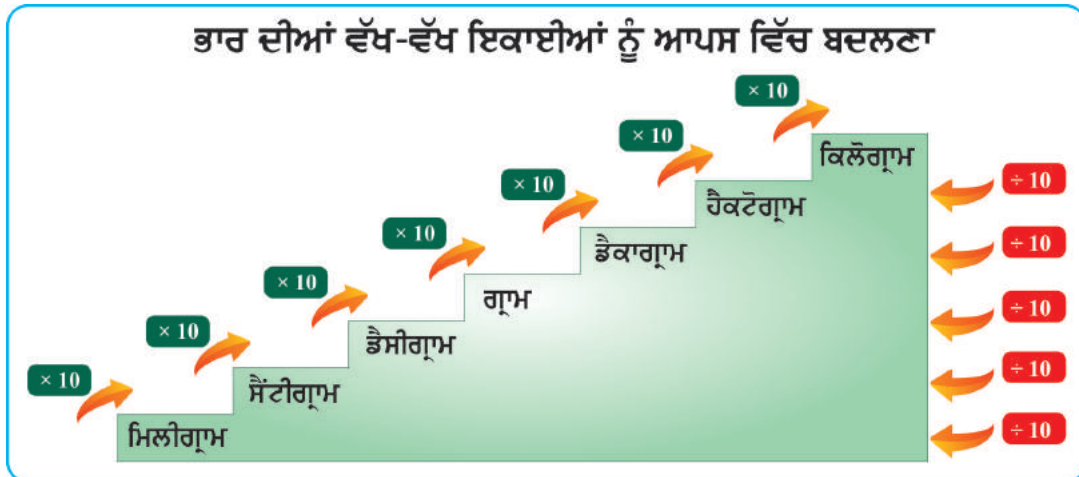 ਭਾਰ ਦੀਆਂ ਵੱਖ-ਵੱਖ ਇਕਾਈਆਂ ਨੂੰ ਆਪਸ ਵਿੱਚ ਬਦਲਣਾ
× 10
× 10
ਕਿਲੋਗ੍ਰਾਮ
÷ 10
× 10
ਹੈਕਟੋਗ੍ਰਾਮ
× 10
ਡੈਕਾਗ੍ਰਾਮ
÷ 10
× 10
ਗ੍ਰਾਮ
÷ 10
× 10
ਡੈਸੀਗ੍ਰਾਮ
÷ 10
× 10
ਸੈਂਟੀਗ੍ਰਾਮ
÷ 10
ਮਿਲੀਗ੍ਰਾਮ